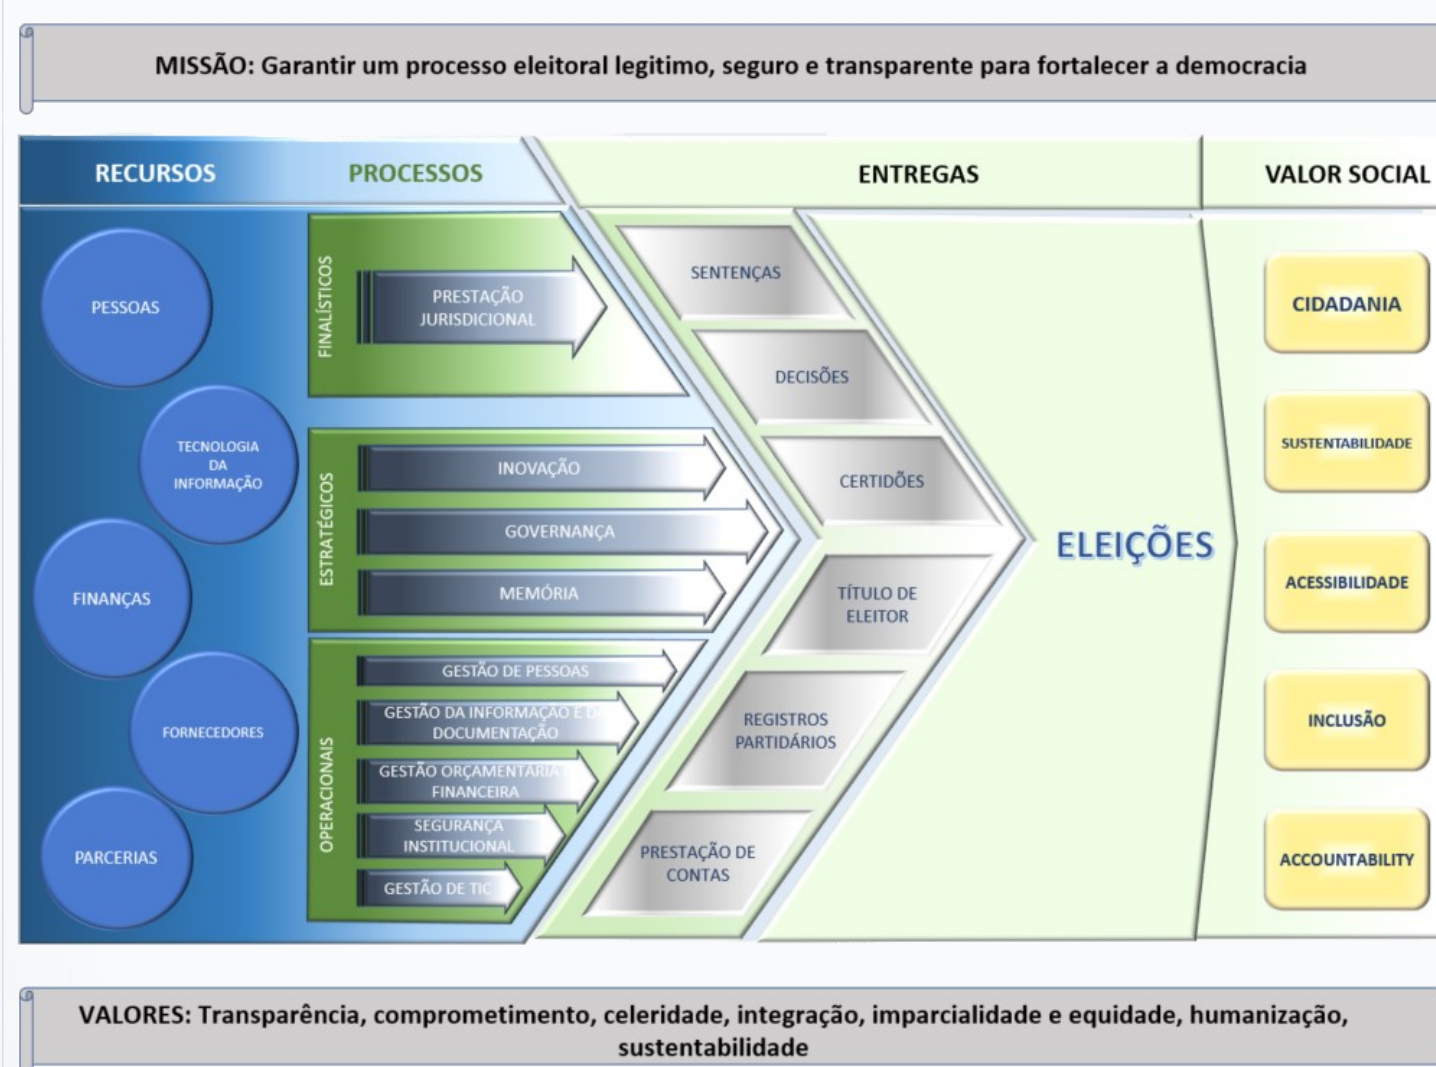 MISSÃO: Garantir um processo eleitoral legitimo, seguro e transparente para fortalecer a democracia
RECURSOS
PROCESSOS
ENTREGAS
VALOR SOCIAL
PESSOAS
TECNOLOGIA
DA
INFORMAÇÃO
FINANÇAS
FORNECEDORES
PARCERIAS
FINALÍSTICOS
PRESTAÇÃO
JURISDICIONAL
ESTRATÉGICOS
INOVAÇÃO
GOVERNANÇA
MEMÓRIA
OPERACIONAIS
GESTÃO DE PESSOAS
GESTÃO DA INFORMAÇÃO E DA
DOCUMENTAÇÃO
GESTÃO ORÇAMENTÁRIA
FINANCEIRA
SEGURANÇA
INSTITUCIONAL
GESTÃO DE TIC
SENTENÇAS
DECISÕES
CERTIDÕES
TÍTULO DE
ELEITOR
REGISTROS
PARTIDÁRIOS
PRESTAÇÃO DE
CONTAS
ELEIÇÕES
CIDADANIA
SUSTENTABILIDADE
ACESSIBILIDADE
INCLUSÃO
ACCOUNTABILITY
VALORES: Transparência, comprometimento, celeridade, integração, imparcialidade e equidade, humanização,
sustentabilidade